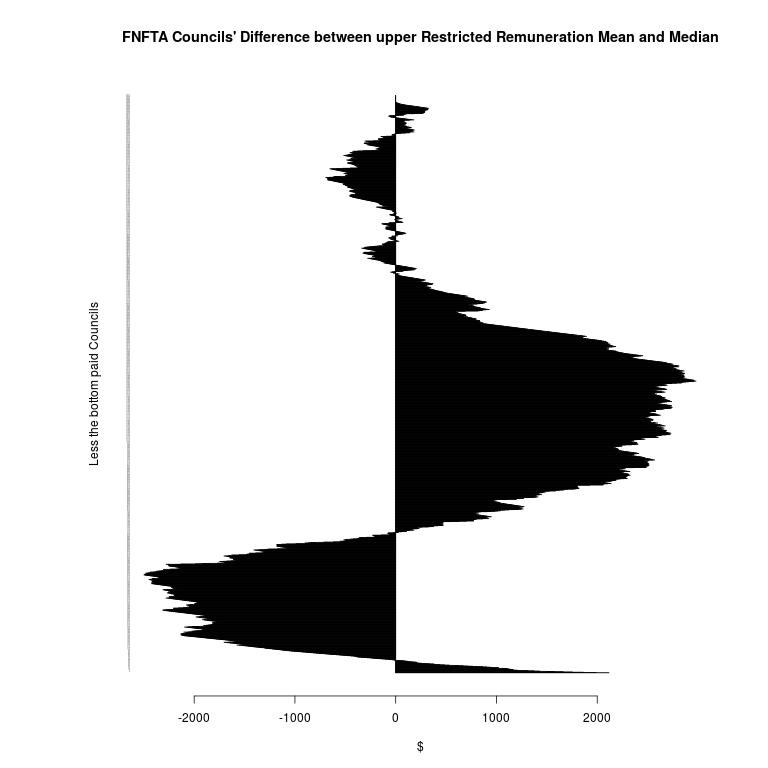 FNFTA Councils' Difference between upper Restricted Remuneration Mean and Median
Less the bottom paid Councils
-2000 -1000 0 1000 2000
$